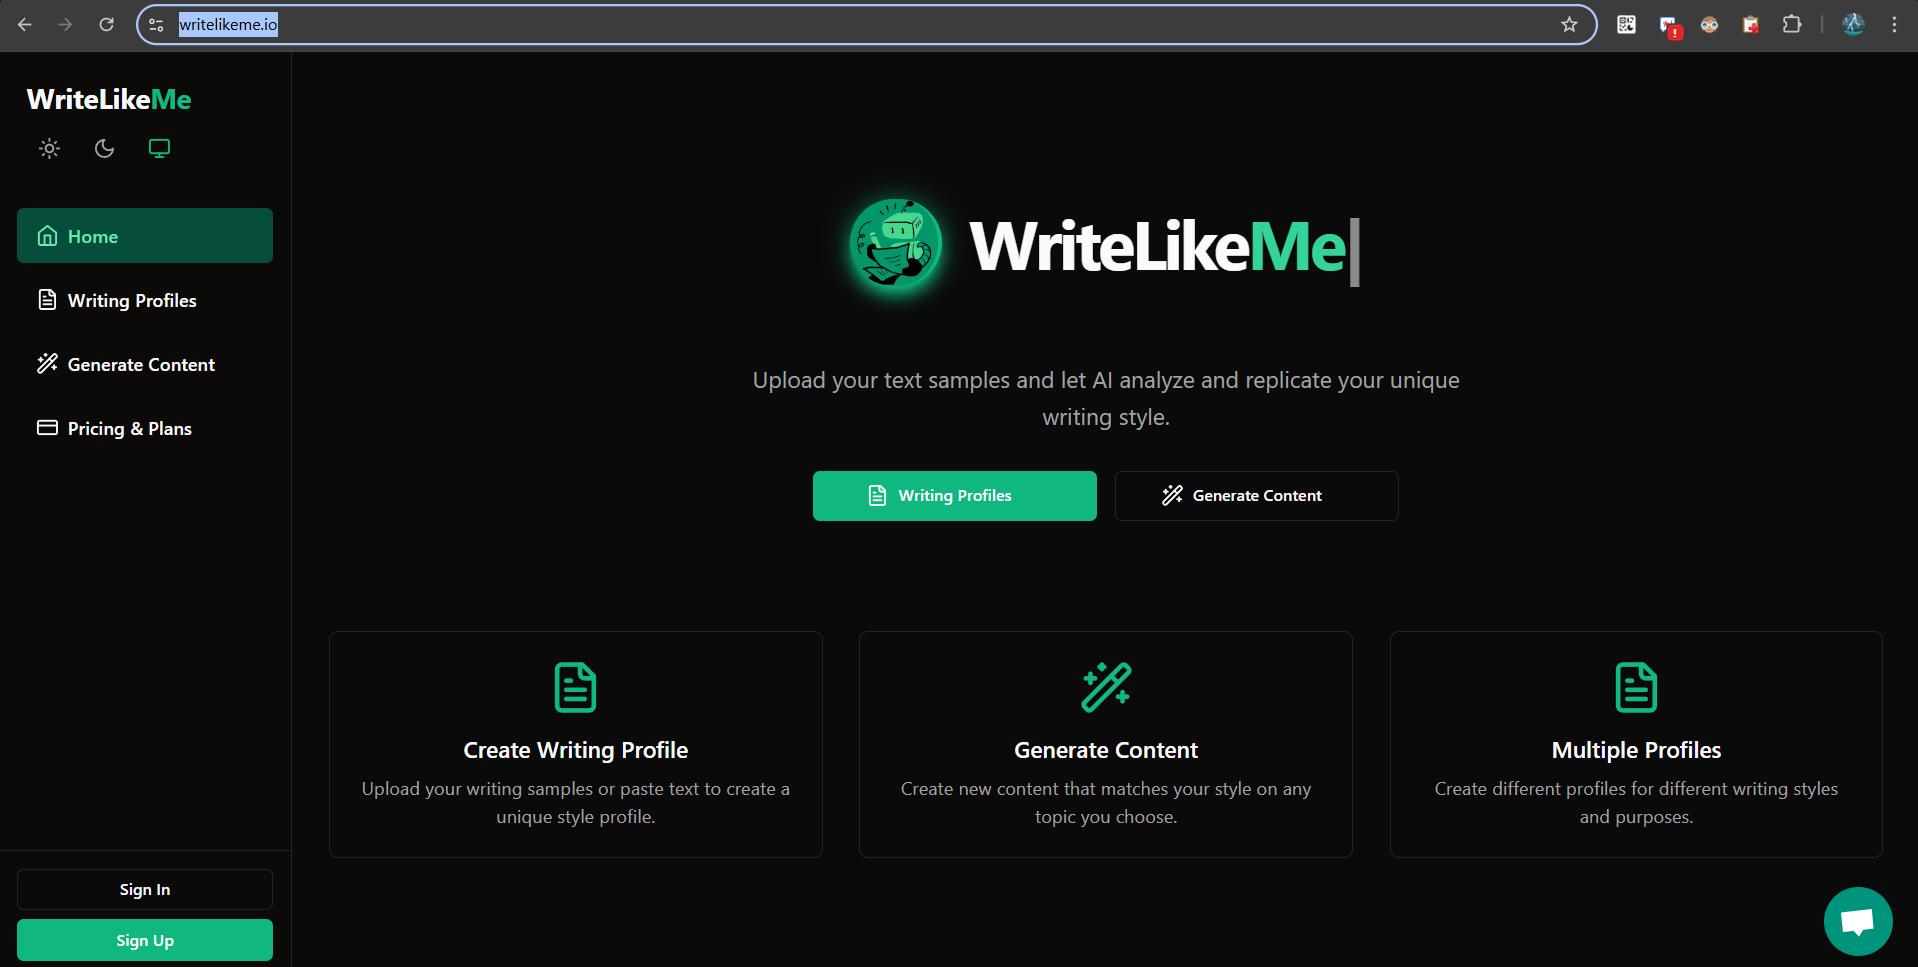 writelikeme.io
WriteLikeMe
Home
Writing Profiles
Generate Content
Pricing & Plans
Sign In
Sign Up
WriteLikeMe
Upload your text samples and let AI analyze and replicate your unique
writing style.
Writing Profiles
Generate Content
Create Writing Profile
Upload your writing samples or paste text to create a
unique style profile.
Generate Content
Create new content that matches your style on any
topic you choose.
Multiple Profiles
Create different profiles for different writing styles
and purposes.